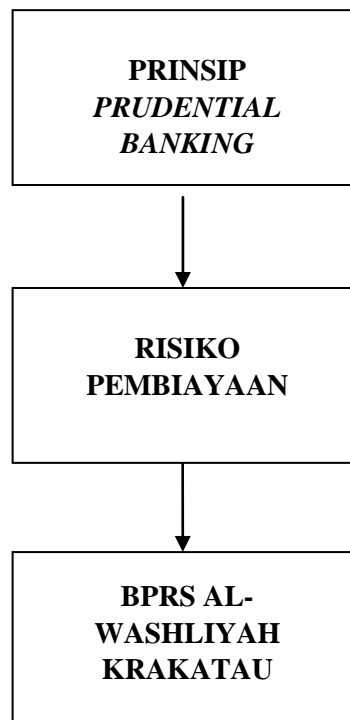 PRINSIP
PRUDENTIAL
BANKING
RISIKO
PEMBIAYAAN
BPRS AL-
WASHLIYAH
KRAKATAU